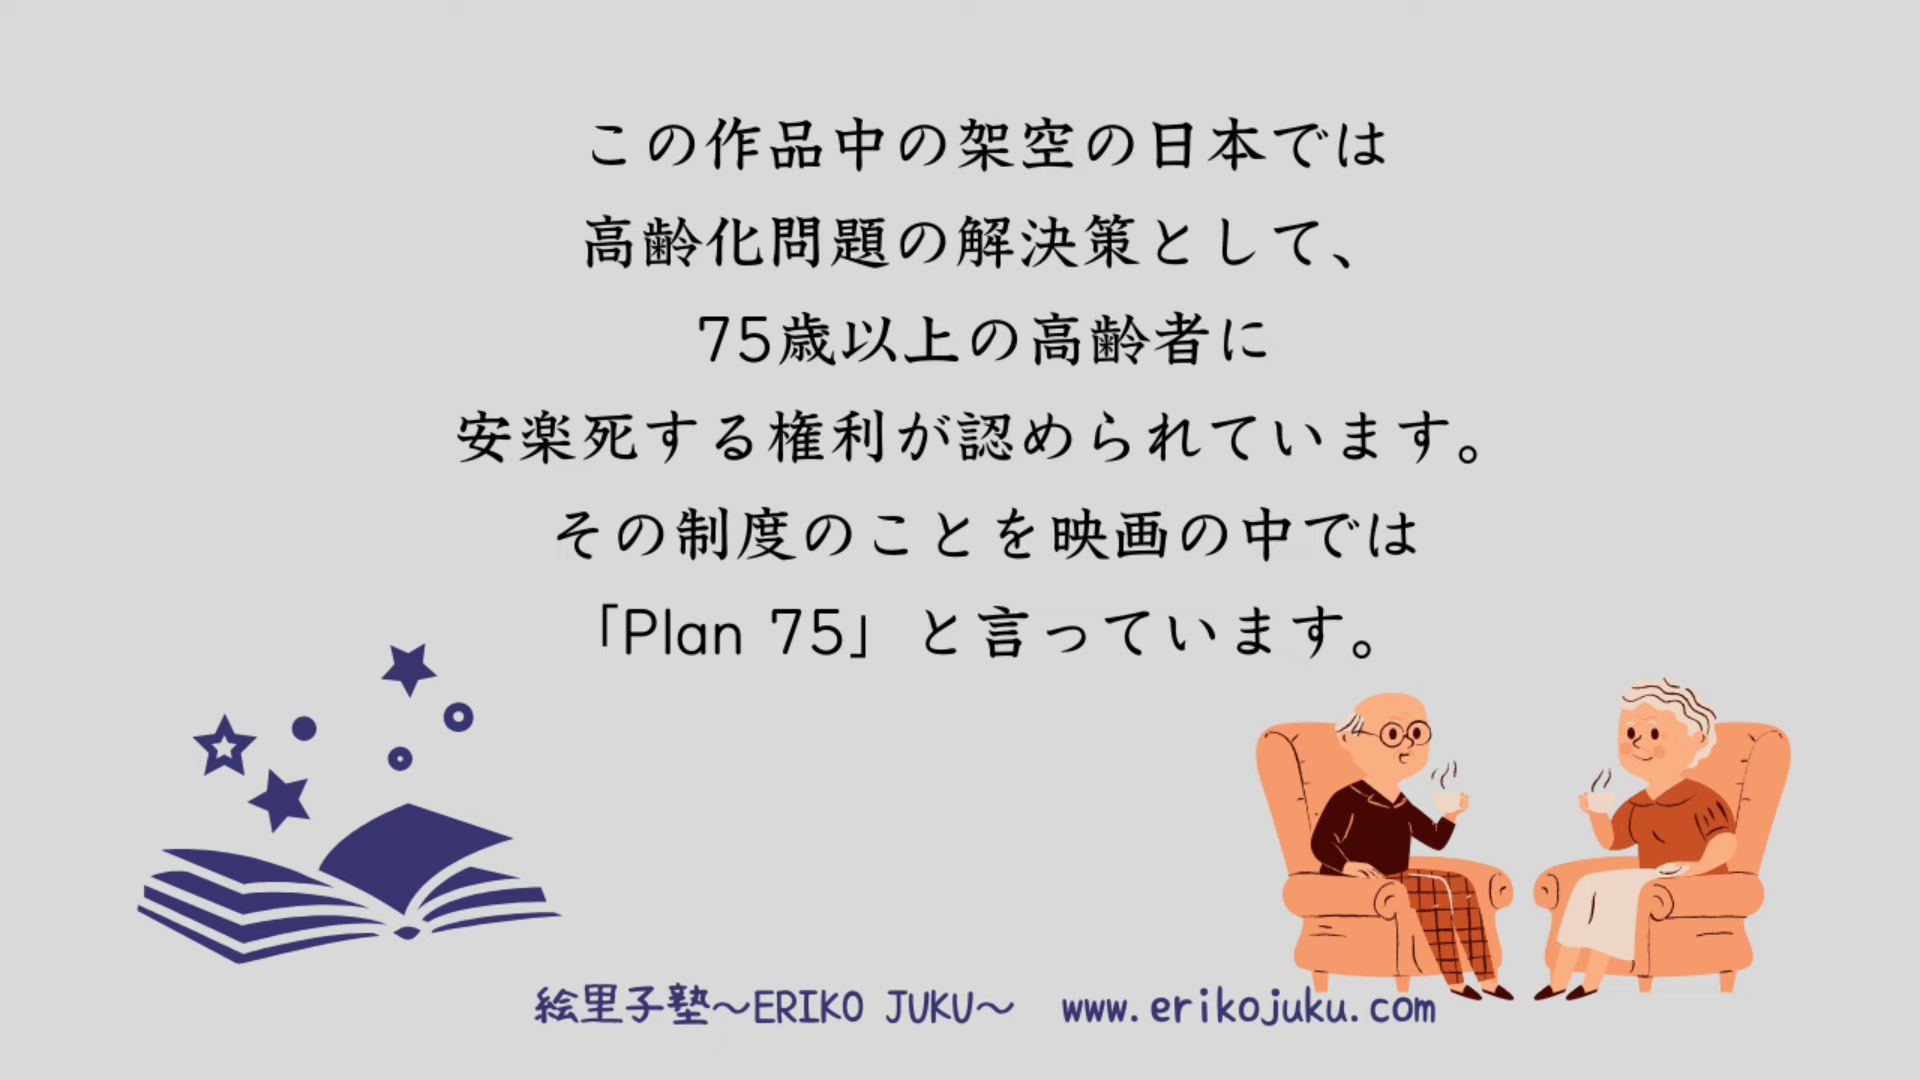 この作品中の架空の日本では
高齢化問題の解決策として、
75歳以上の高齢者に
安楽死する権利が認められています。
その制度のことを映画の中では
「Plan 75」と言っています。
絵里子塾～ERIKO JUKU～　www.erikojuku.com